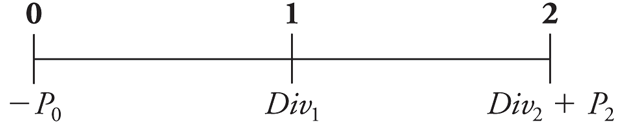 0 1 2
−P₀ Div₁ Div₂ + P₂